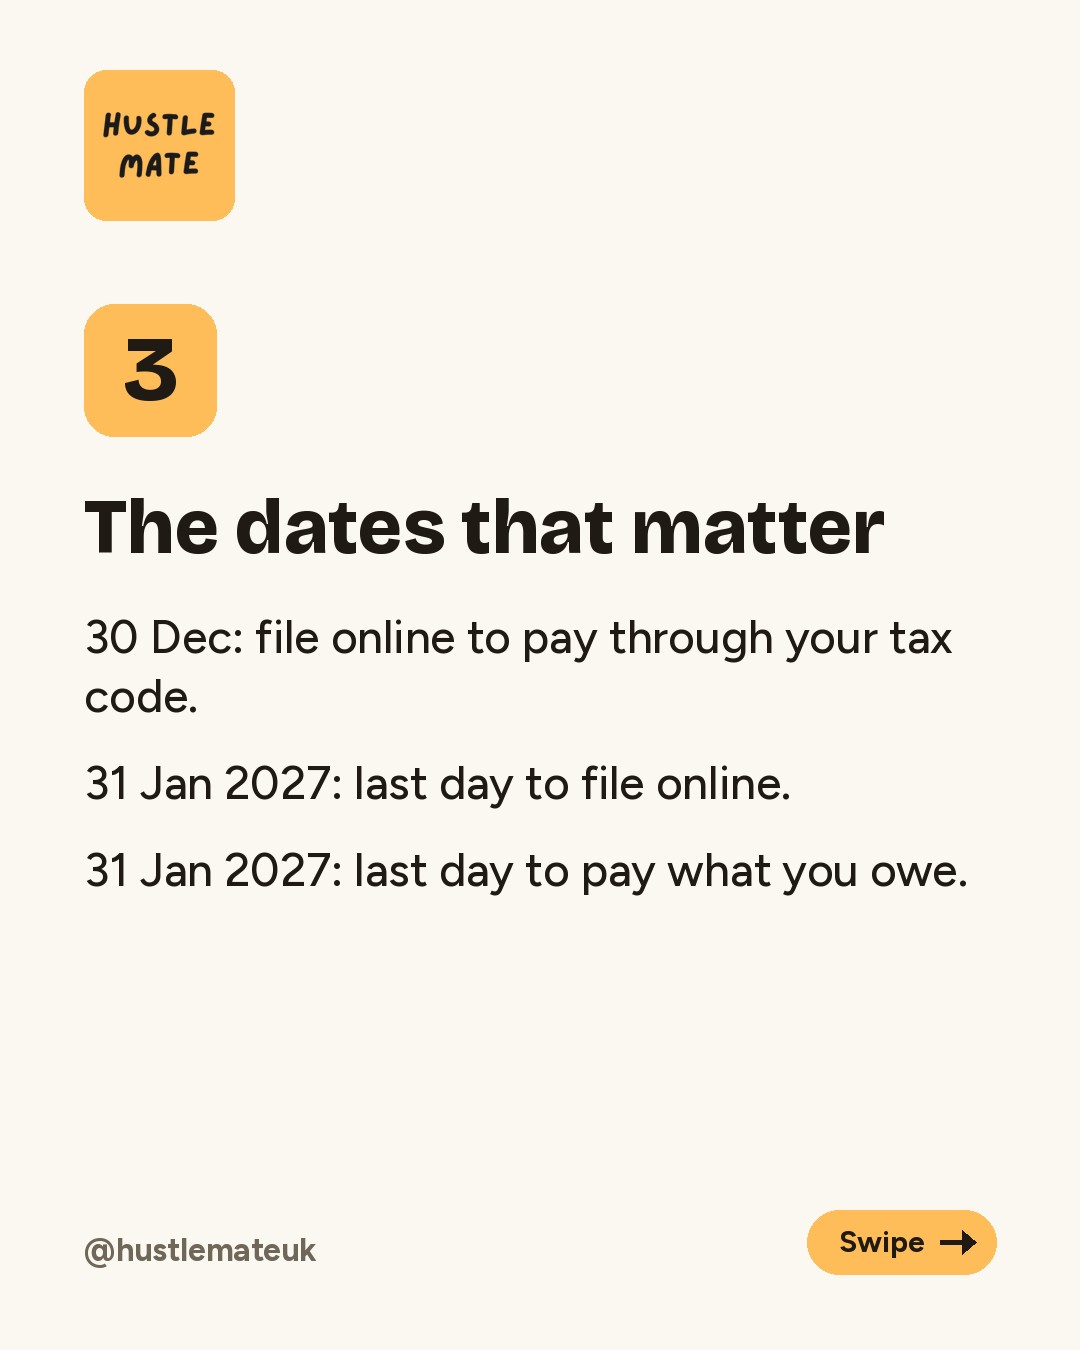 HUSTLE
MATE
3
The dates that matter
30 Dec: file online to pay through your tax
code.
31 Jan 2027: last day to file online.
31 Jan 2027: last day to pay what you owe.
@hustlemateuk
Swipe →